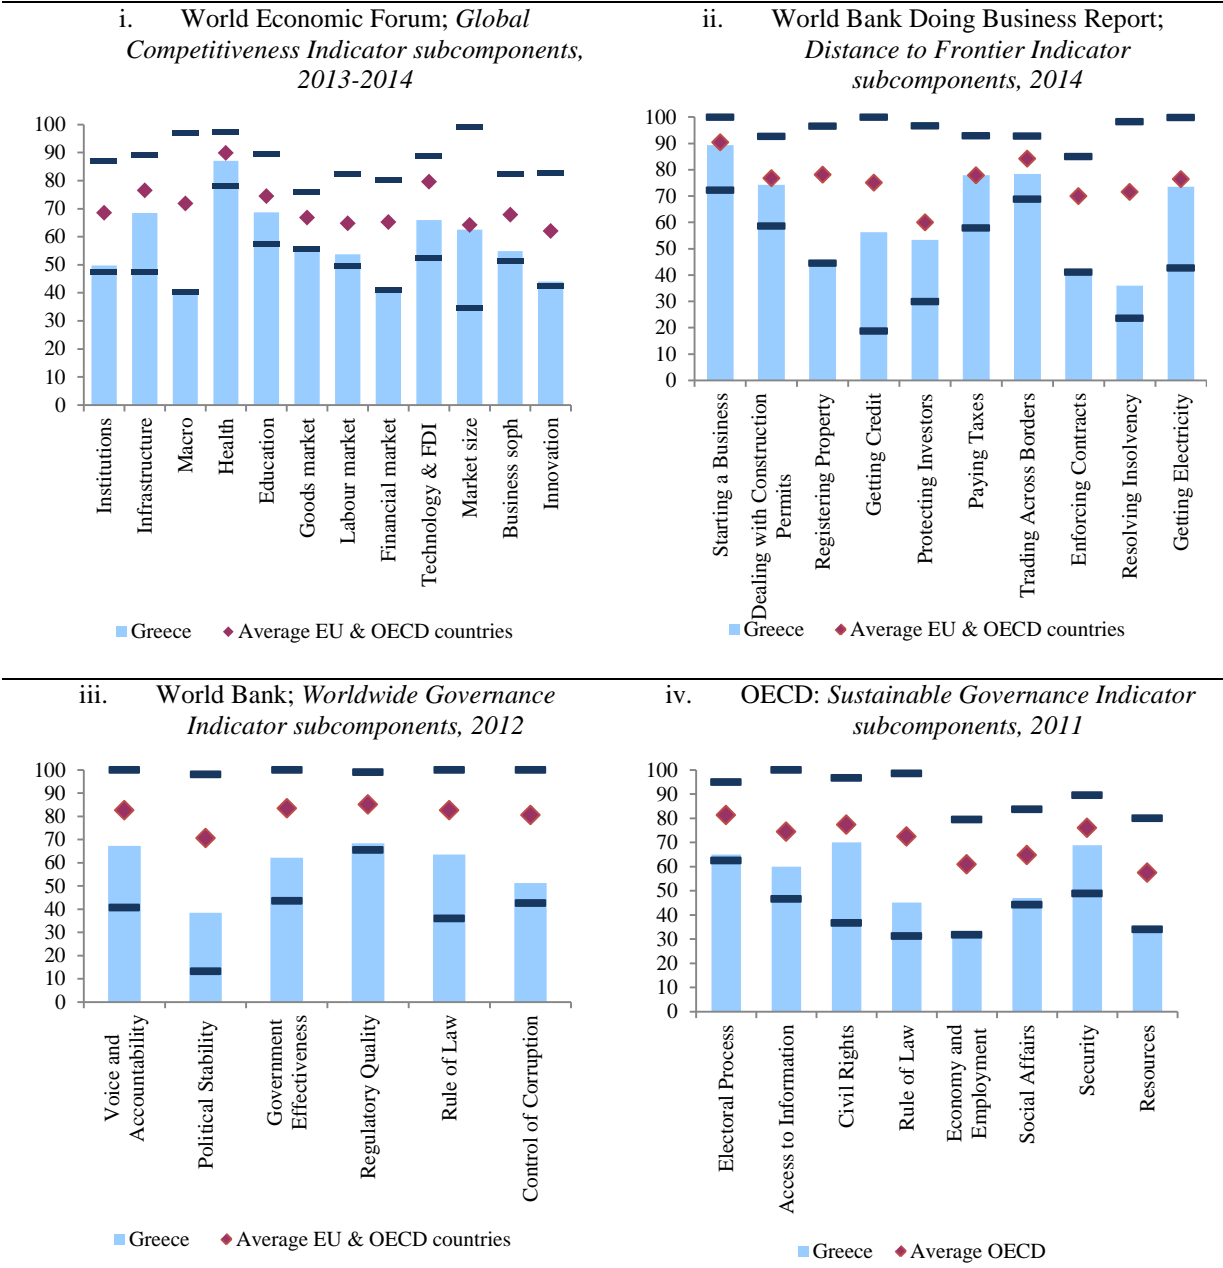 i. World Economic Forum; Global
Competitiveness Indicator subcomponents,
2013-2014
100
90
80
70
60
50
40
30
20
10
0
Institutions
Infrastructure
Macro
Health
Education
Goods market
Labour market
Financial market
Technology & FDI
Market size
Business soph
Innovation
Greece
Average EU & OECD countries
ii. World Bank Doing Business Report;
Distance to Frontier Indicator
subcomponents, 2014
100
90
80
70
60
50
40
30
20
10
0
Starting a Business
Dealing with Construction
Permits
Registering Property
Getting Credit
Protecting Investors
Paying Taxes
Trading Across Borders
Enforcing Contracts
Resolving Insolvency
Getting Electricity
Greece
Average EU & OECD countries
iii. World Bank; Worldwide Governance
Indicator subcomponents, 2012
100
90
80
70
60
50
40
30
20
10
0
Voice and
Accountability
Political Stability
Government
Effectiveness
Regulatory Quality
Rule of Law
Control of Corruption
Greece
Average EU & OECD countries
iv. OECD: Sustainable Governance Indicator
subcomponents, 2011
100
90
80
70
60
50
40
30
20
10
0
Electoral Process
Access to Information
Civil Rights
Rule of Law
Economy and
Employment
Social Affairs
Security
Resources
Greece
Average OECD